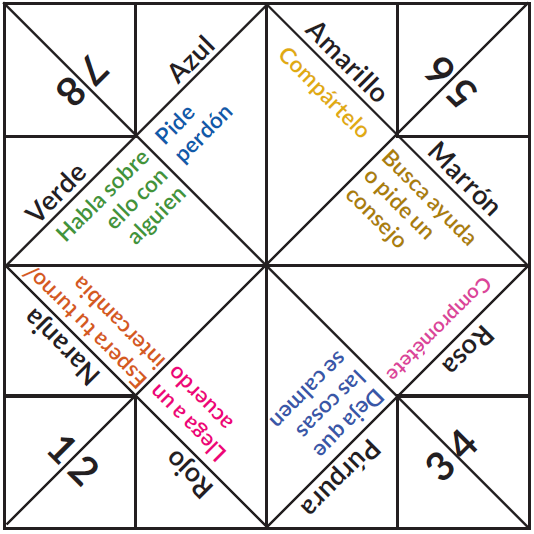 8 7
Azul
Pide
perdón
Verde
Habla sobre
ello con
alguien
Amarillo
Compártelo
6 5
Marrón
Busca ayuda
o pide un
consejo
Naranja
Espera tu turno/
intercambia
1 2
Rojo
Llega a un
acuerdo
Rosa
Comprométete
Púrpura
Deja que
las cosas
se calmen
3 4